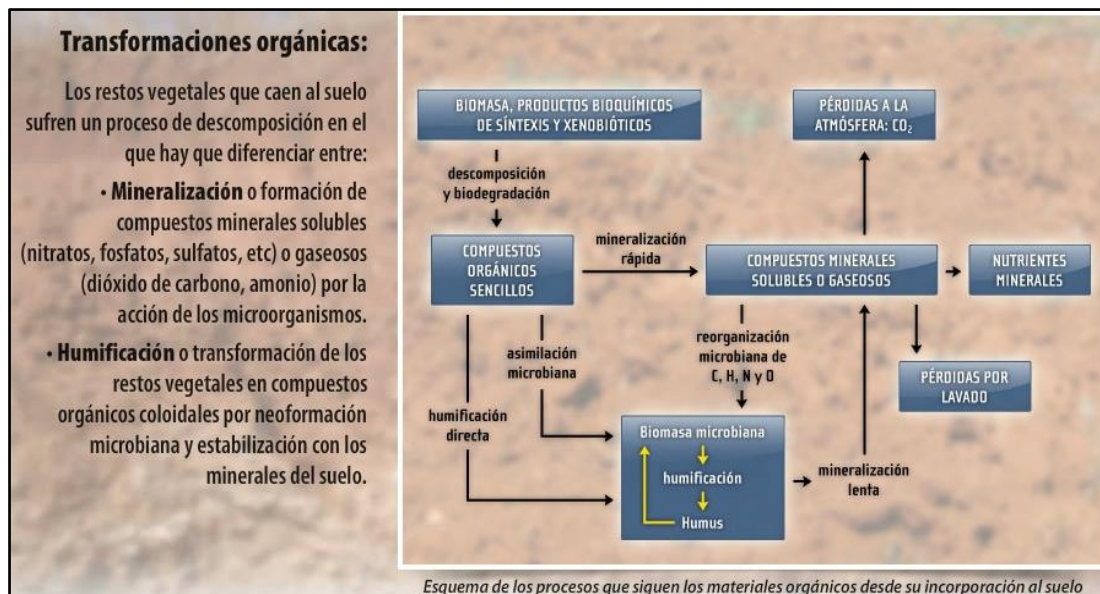 Transformaciones orgánicas:
Los restos vegetales que caen al suelo
sufren un proceso de descomposición en el
que hay que diferenciar entre:
• Mineralización o formación de
compuestos minerales solubles
(nitratos, fosfatos, sulfatos, etc) o gaseosos
(dióxido de carbono, amonio) por la
acción de los microorganismos.
• Humificación o transformación de los
restos vegetales en compuestos
orgánicos coloidales por neoformación
microbiana y estabilización con los
minerales del suelo.
BIOMASA, PRODUCTOS BIOQUÍMICOS
DE SÍNTESIS Y XENOBIÓTICOS
PÉRDIDAS A LA
ATMÓSFERA: CO₂
descomposición
y biodegradación
COMPUESTOS
ORGÁNICOS
SENCILLOS
mineralización
rápida
COMPUESTOS MINERALES
SOLUBLES O GASEOSOS
NUTRIENTES
MINERALES
asimilación
microbiana
reorganización
microbiana de
C, H, N y O
PÉRDIDAS POR
LAVADO
humificación
directa
Biomasa microbiana
humificación
Humus
mineralización
lenta
Esquema de los procesos que siguen los materiales orgánicos desde su incorporación al suelo